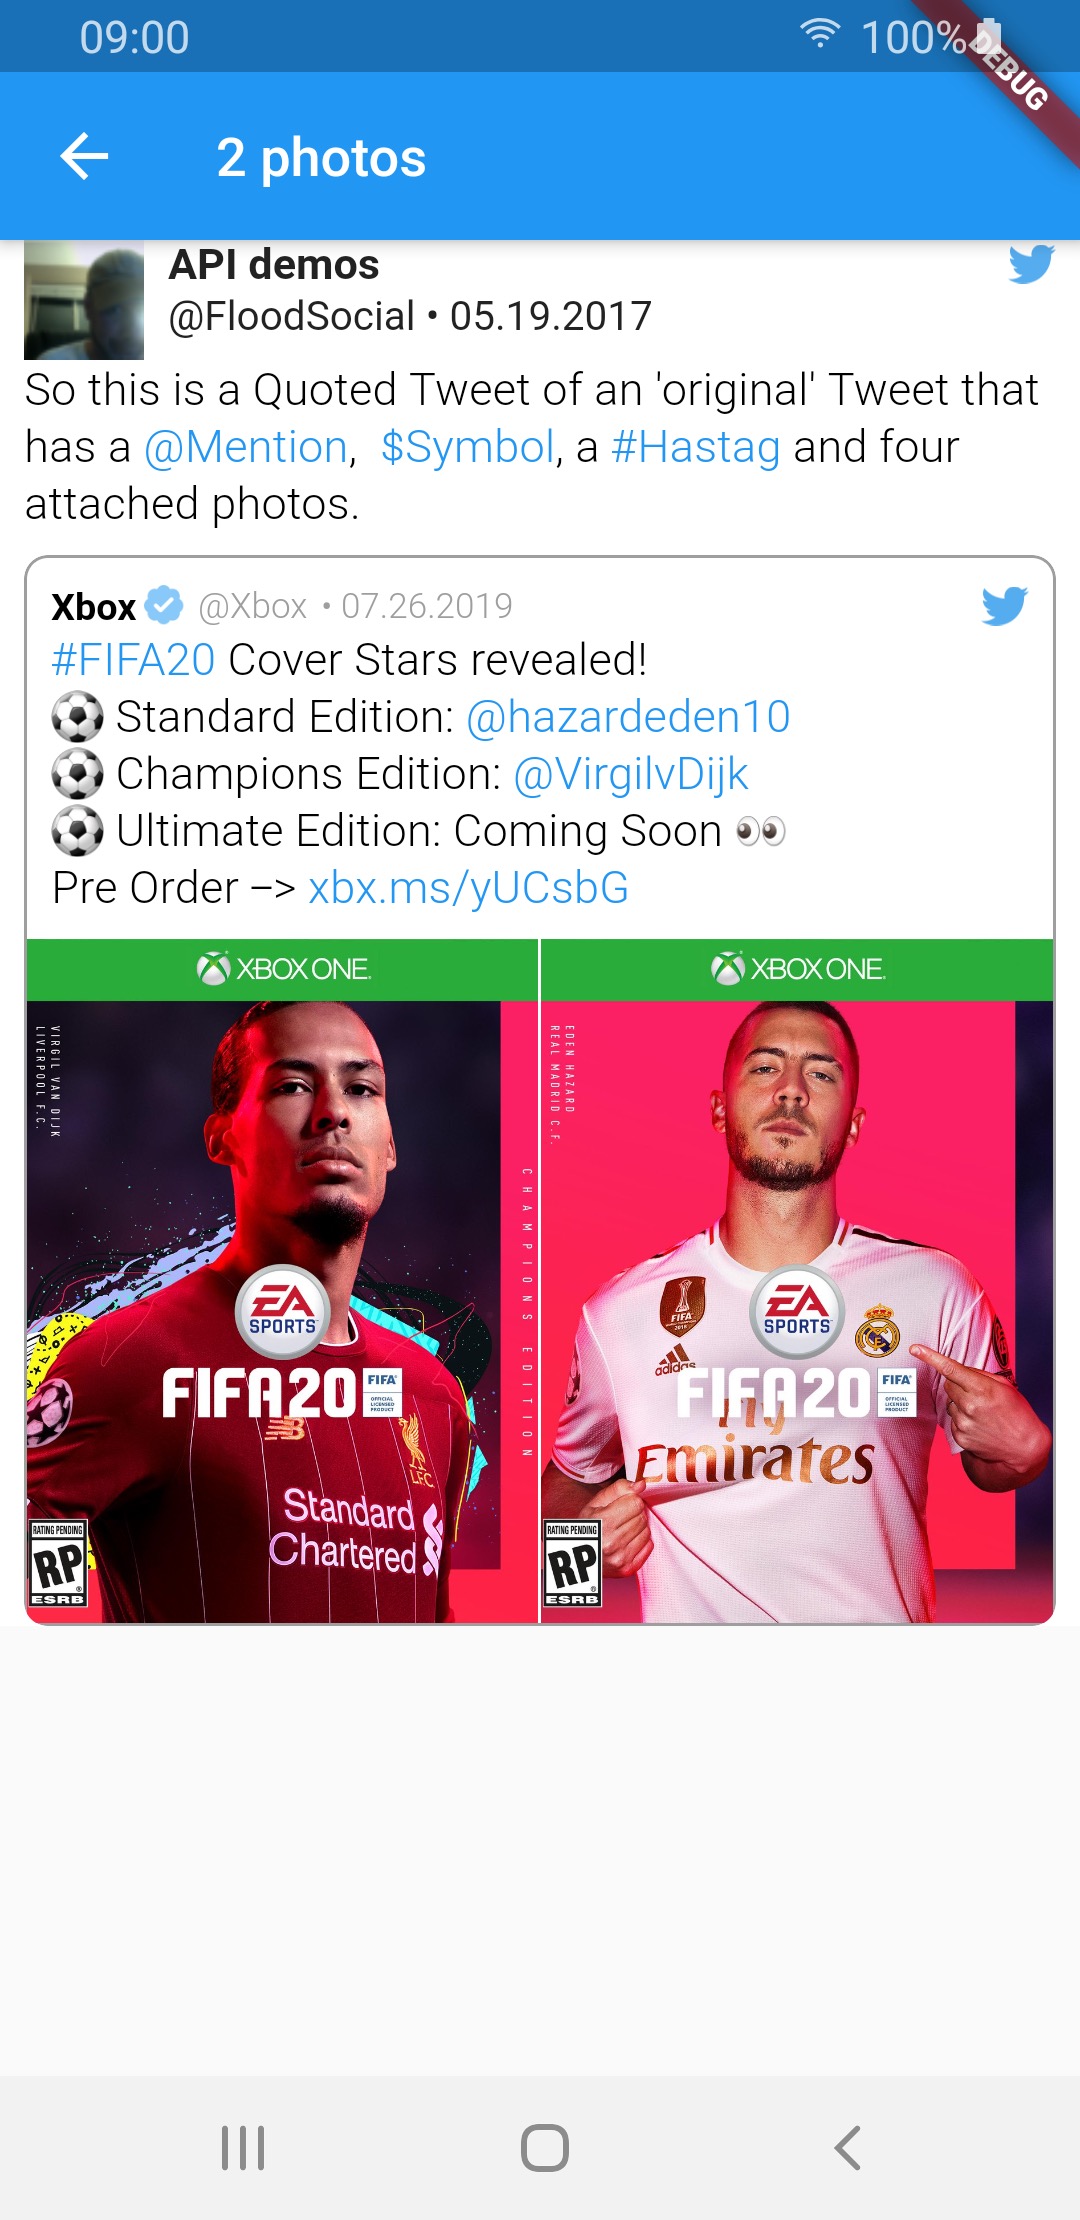 09:00 100%
DEBUG
2 photos
API demos
@FloodSocial • 05.19.2017
So this is a Quoted Tweet of an 'original' Tweet that
has a @Mention,  $Symbol, a #Hastag and four
attached photos.
Xbox @Xbox • 07.26.2019
#FIFA20 Cover Stars revealed!
⚽ Standard Edition: @hazardeden10
⚽ Champions Edition: @VirgilvDijk
⚽ Ultimate Edition: Coming Soon 👀
Pre Order –> xbx.ms/yUCsbG
XBOX ONE.
VIRGIL VAN DIJK
LIVERPOOL F.C.
CHAMPIONS EDITION
EA
SPORTS
FIFA20
FIFA
OFFICIAL
LICENSED
PRODUCT
NB
LFC
Standard
Chartered
RATING PENDING
RP
ESRB
XBOX ONE.
EDEN HAZARD
REAL MADRID C.F.
FIFA
2018
EA
SPORTS
adidas
FIFA20
FIFA
OFFICIAL
LICENSED
PRODUCT
Fly
Emirates
RATING PENDING
RP
ESRB